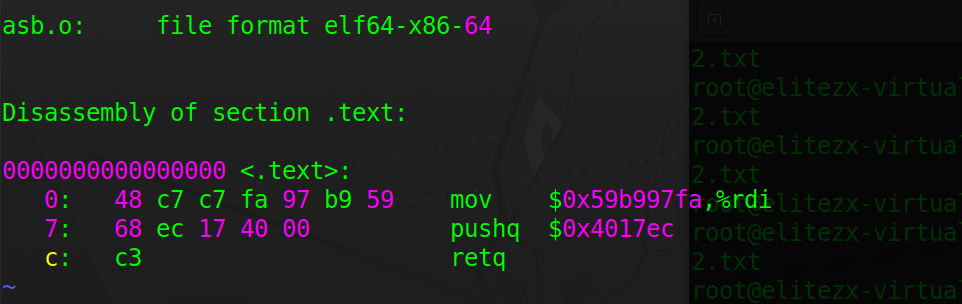 asb.o:     file format elf64-x86-64
Disassembly of section .text:
0000000000000000 <.text>:
   0:   48 c7 c7 fa 97 b9 59    mov    $0x59b997fa,%rdi
   7:   68 ec 17 40 00          pushq  $0x4017ec
   c:   c3                      retq
~
2.txt
root@elitezx-virtua
2.txt
root@elitezx-virtua
2.txt
root@elitezx-virtua
root@elitezx-virtua
2.txt
root@elitezx-virtua